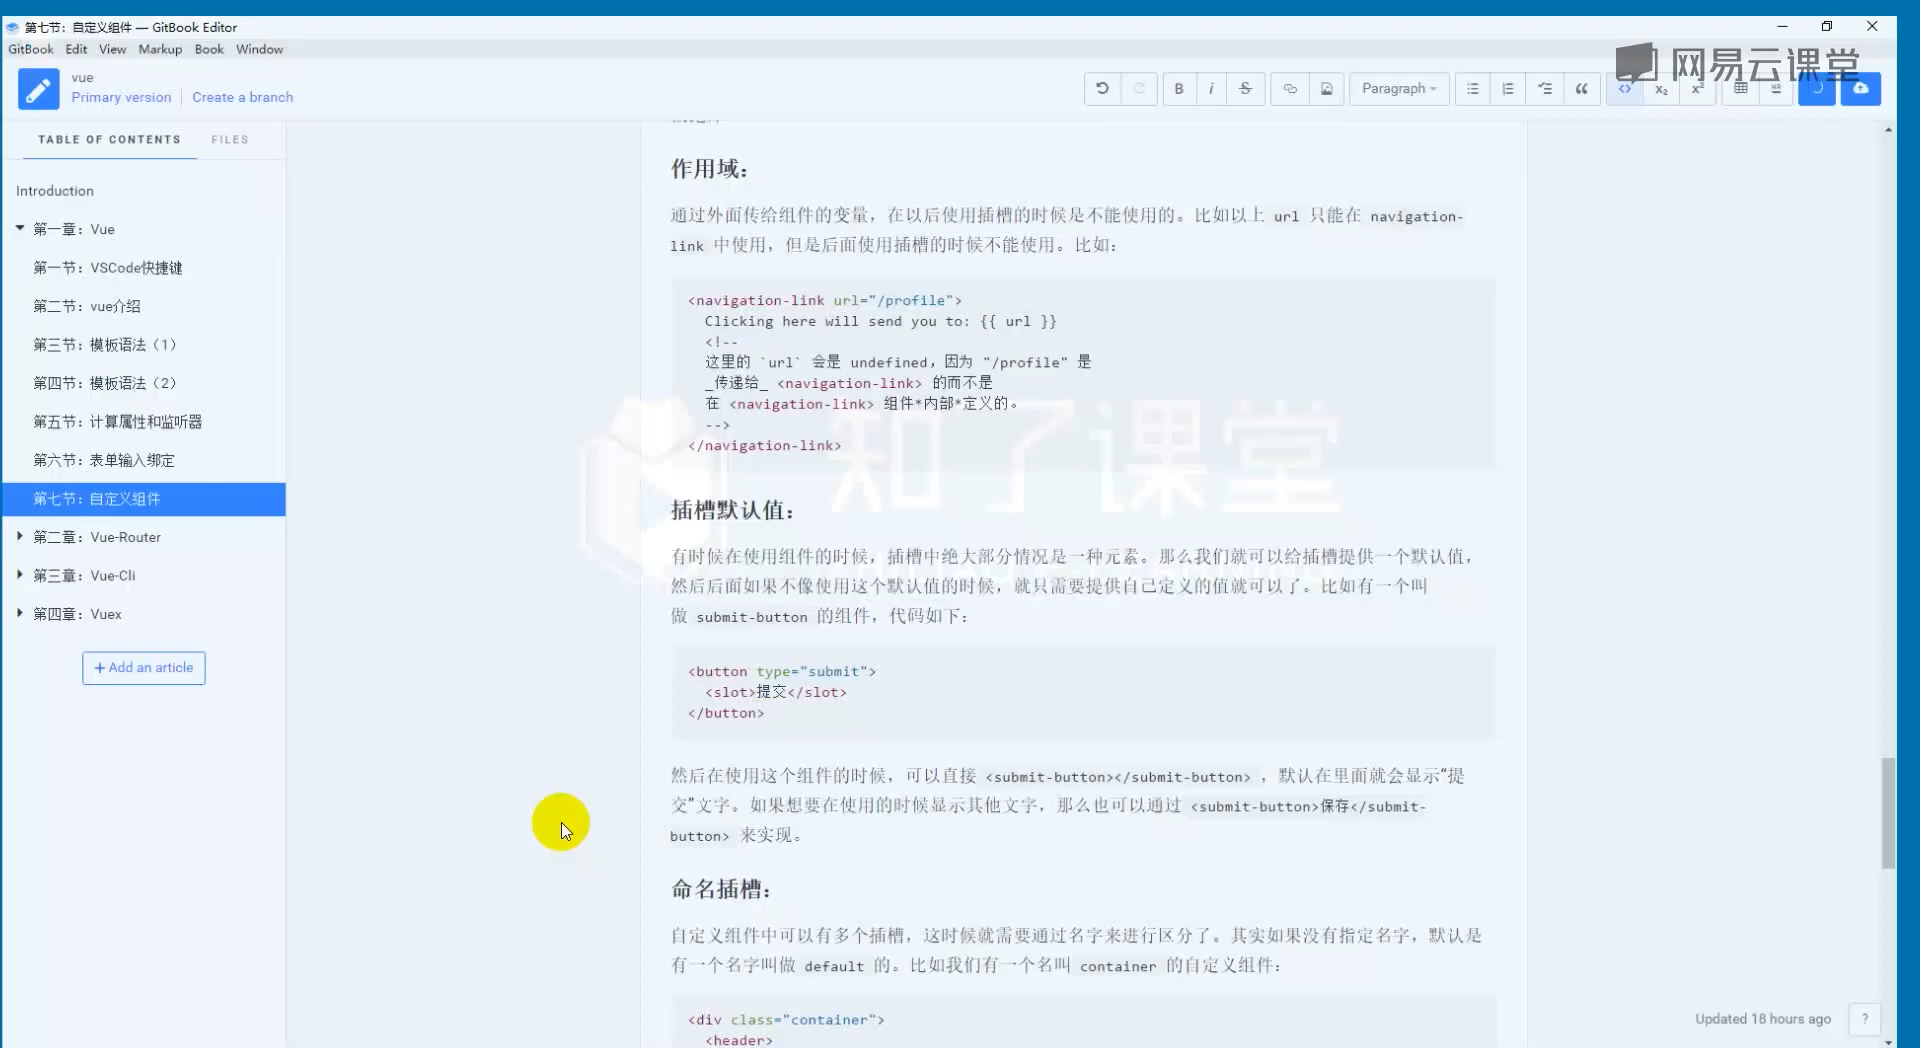 第七节：自定义组件 — GitBook Editor
GitBook Edit View Markup Book Window
网易云课堂
vue
Primary version Create a branch
B i S Paragraph x₂ x²
TABLE OF CONTENTS FILES
Introduction
第一章：Vue
第一节：VSCode快捷键
第二节：vue介绍
第三节：模板语法（1）
第四节：模板语法（2）
第五节：计算属性和监听器
第六节：表单输入绑定
第七节：自定义组件
第二章：Vue-Router
第三章：Vue-Cli
第四章：Vuex
+ Add an article
作用域：
通过外面传给组件的变量，在以后使用插槽的时候是不能使用的。比如以上 url 只能在 navigation-
link 中使用，但是后面使用插槽的时候不能使用。比如：
<navigation-link url="/profile">
Clicking here will send you to: {{ url }}
<!--
这里的 `url` 会是 undefined，因为 "/profile" 是
_传递给_ <navigation-link> 的而不是
在 <navigation-link> 组件*内部*定义的。
-->
</navigation-link>
知了课堂
插槽默认值：
有时候在使用组件的时候，插槽中绝大部分情况是一种元素。那么我们就可以给插槽提供一个默认值，
然后后面如果不像使用这个默认值的时候，就只需要提供自己定义的值就可以了。比如有一个叫
做 submit-button 的组件，代码如下：
<button type="submit">
<slot>提交</slot>
</button>
然后在使用这个组件的时候，可以直接 <submit-button></submit-button> ，默认在里面就会显示“提
交”文字。如果想要在使用的时候显示其他文字，那么也可以通过 <submit-button>保存</submit-
button> 来实现。
命名插槽：
自定义组件中可以有多个插槽，这时候就需要通过名字来进行区分了。其实如果没有指定名字，默认是
有一个名字叫做 default 的。比如我们有一个名叫 container 的自定义组件：
<div class="container">
<header>
Updated 18 hours ago ?